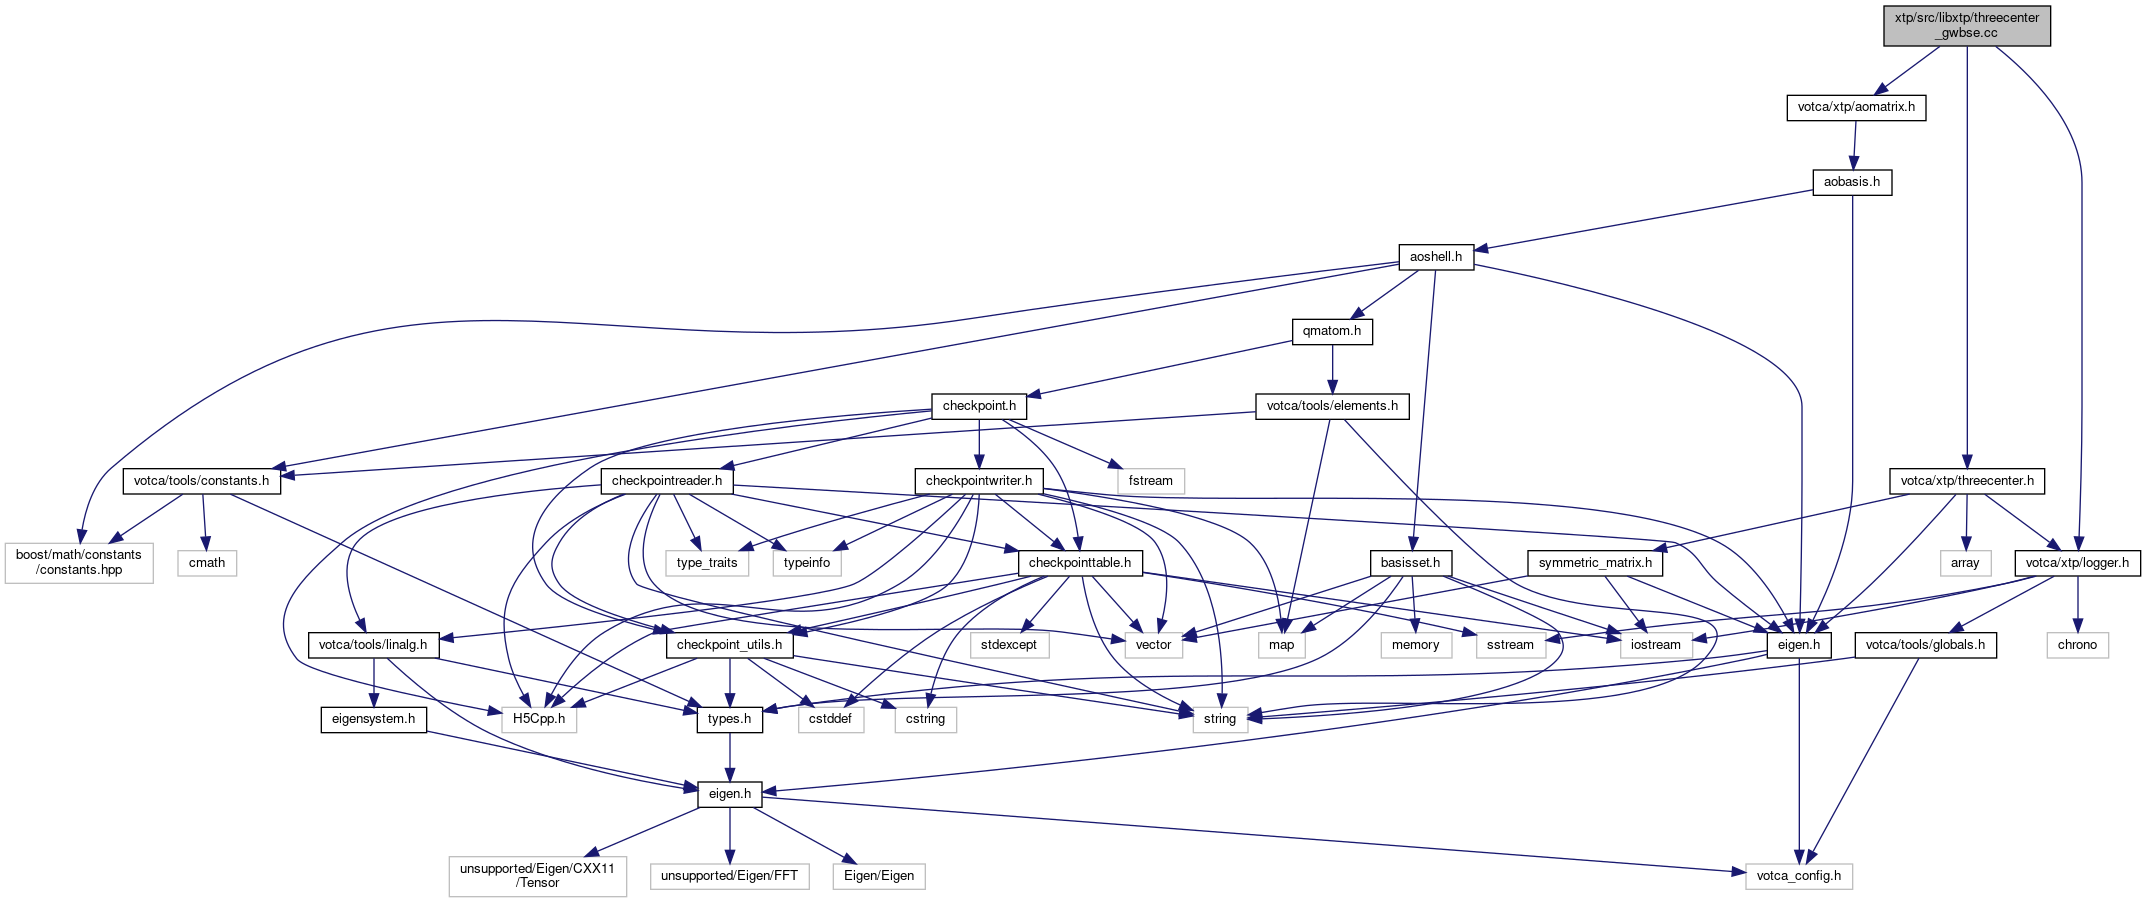 xtp/src/libxtp/threecenter
_gwbse.cc
votca/xtp/aomatrix.h
aobasis.h
aoshell.h
qmatom.h
checkpoint.h
votca/tools/elements.h
votca/tools/constants.h
checkpointreader.h
checkpointwriter.h
fstream
votca/xtp/threecenter.h
boost/math/constants
/constants.hpp
cmath
type_traits
typeinfo
checkpointtable.h
basisset.h
symmetric_matrix.h
array
votca/xtp/logger.h
votca/tools/linalg.h
checkpoint_utils.h
stdexcept
vector
map
memory
sstream
iostream
eigen.h
votca/tools/globals.h
chrono
eigensystem.h
H5Cpp.h
types.h
cstddef
cstring
string
eigen.h
unsupported/Eigen/CXX11
/Tensor
unsupported/Eigen/FFT
Eigen/Eigen
votca_config.h